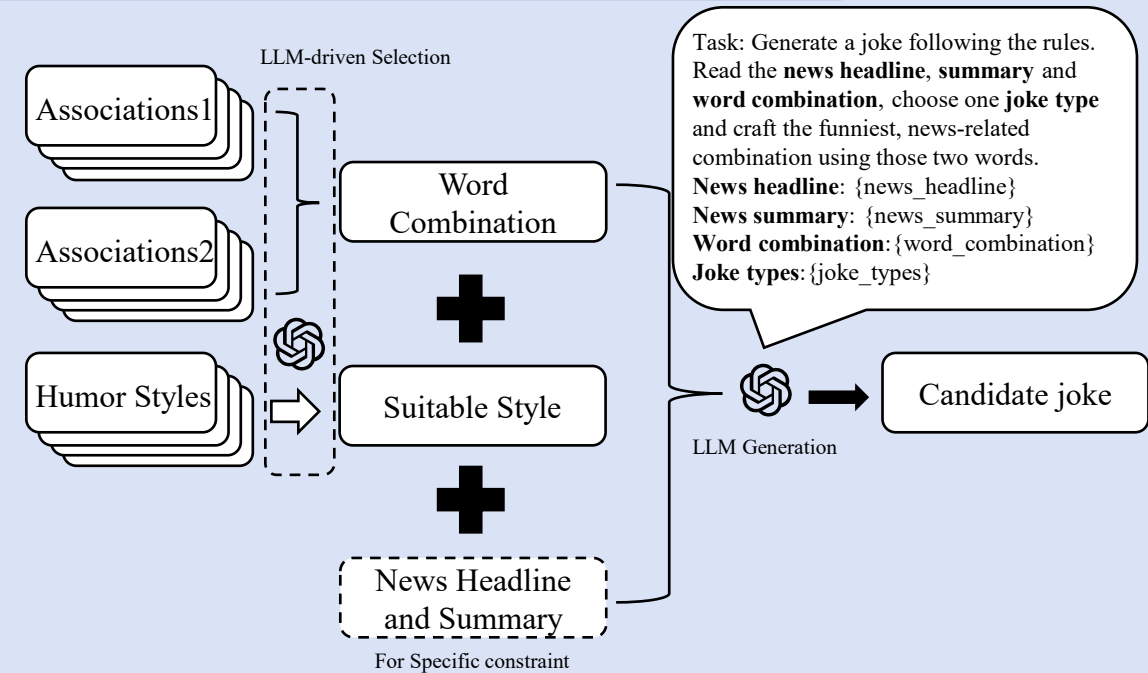 LLM-driven Selection
Associations1
Associations2
Humor Styles
Word
Combination
Suitable Style
News Headline
and Summary
For Specific constraint
Task: Generate a joke following the rules.
Read the news headline, summary and
word combination, choose one joke type
and craft the funniest, news-related
combination using those two words.
News headline: {news_headline}
News summary: {news_summary}
Word combination:{word_combination}
Joke types:{joke_types}
LLM Generation
Candidate joke